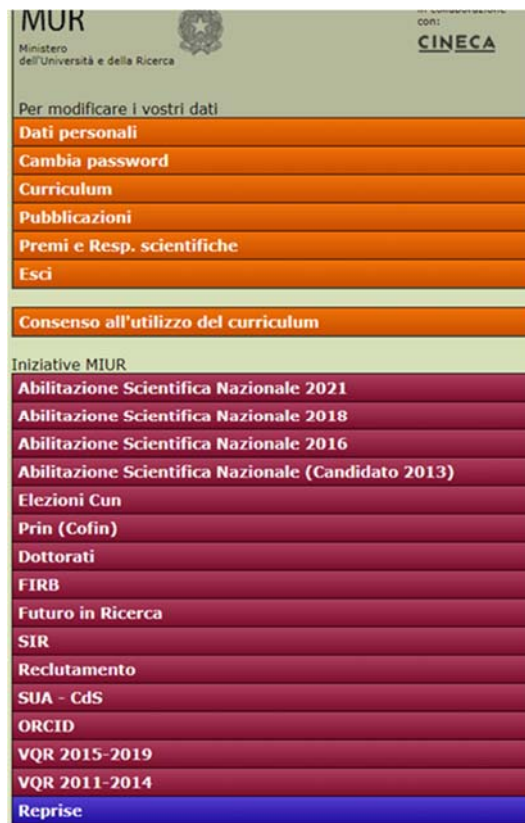 MUR
Ministero
dell'Università e della Ricerca
in collaborazione
con:
CINECA
Per modificare i vostri dati
Dati personali
Cambia password
Curriculum
Pubblicazioni
Premi e Resp. scientifiche
Esci
Consenso all'utilizzo del curriculum
Iniziative MIUR
Abilitazione Scientifica Nazionale 2021
Abilitazione Scientifica Nazionale 2018
Abilitazione Scientifica Nazionale 2016
Abilitazione Scientifica Nazionale (Candidato 2013)
Elezioni Cun
Prin (Cofin)
Dottorati
FIRB
Futuro in Ricerca
SIR
Reclutamento
SUA - CdS
ORCID
VQR 2015-2019
VQR 2011-2014
Reprise